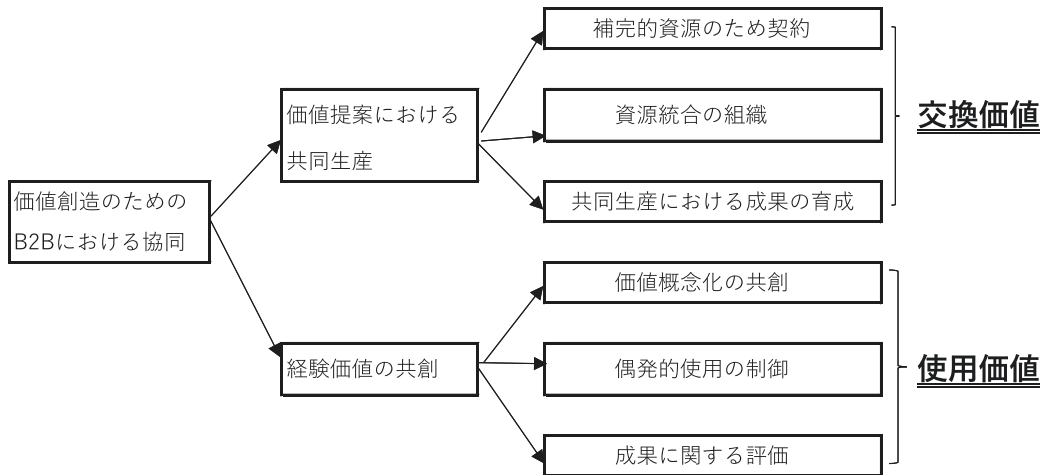 価値創造のための
B2Bにおける協同
価値提案における
共同生産
経験価値の共創
補完的資源のため契約
資源統合の組織
共同生産における成果の育成
価値概念化の共創
偶発的使用の制御
成果に関する評価
交換価値
使用価値